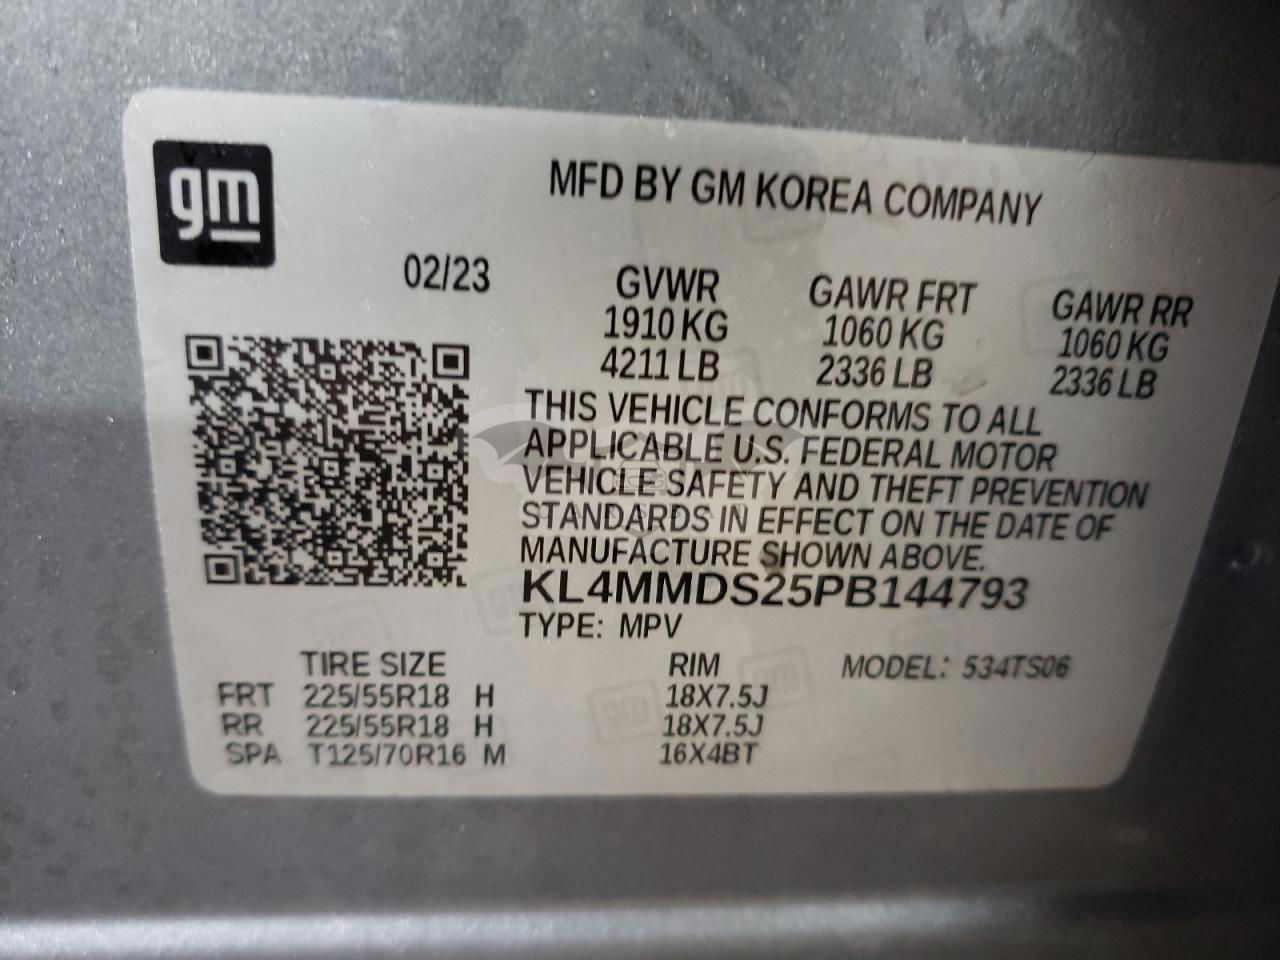 gm
MFD BY GM KOREA COMPANY
02/23
GVWR GAWR FRT GAWR RR
1910 KG 1060 KG 1060 KG
4211 LB 2336 LB 2336 LB
THIS VEHICLE CONFORMS TO ALL
APPLICABLE U.S. FEDERAL MOTOR
VEHICLE SAFETY AND THEFT PREVENTION
STANDARDS IN EFFECT ON THE DATE OF
MANUFACTURE SHOWN ABOVE.
KL4MMDS25PB144793
TYPE: MPV
TIRE SIZE RIM MODEL: 534TS06
FRT 225/55R18 H 18X7.5J
RR 225/55R18 H 18X7.5J
SPA T125/70R16 M 16X4BT